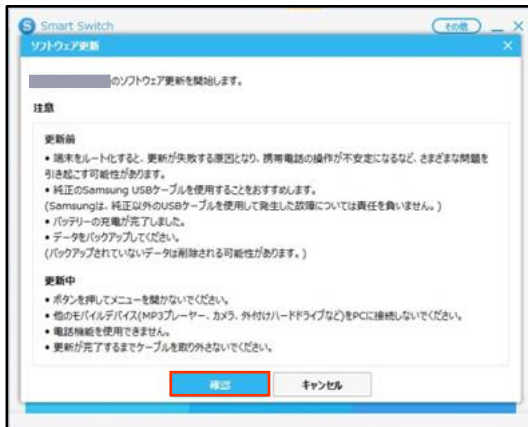 Smart Switch
その他
ソフトウェア更新
のソフトウェア更新を開始します。
注意
更新前
• 端末をルート化すると、更新が失敗する原因となり、携帯電話の操作が不安定になるなど、さまざまな問題を
引き起こす可能性があります。
• 純正のSamsung USBケーブルを使用することをおすすめします。
(Samsungは、純正以外のUSBケーブルを使用して発生した故障については責任を負いません。)
• バッテリーの充電が完了しました。
• データをバックアップしてください。
(バックアップされていないデータは削除される可能性があります。)
更新中
• ボタンを押してメニューを開かないでください。
• 他のモバイルデバイス(MP3プレーヤー、カメラ、外付けハードドライブなど)をPCに接続しないでください。
• 電話機能を使用できません。
• 更新が完了するまでケーブルを取り外さないでください。
確認 キャンセル